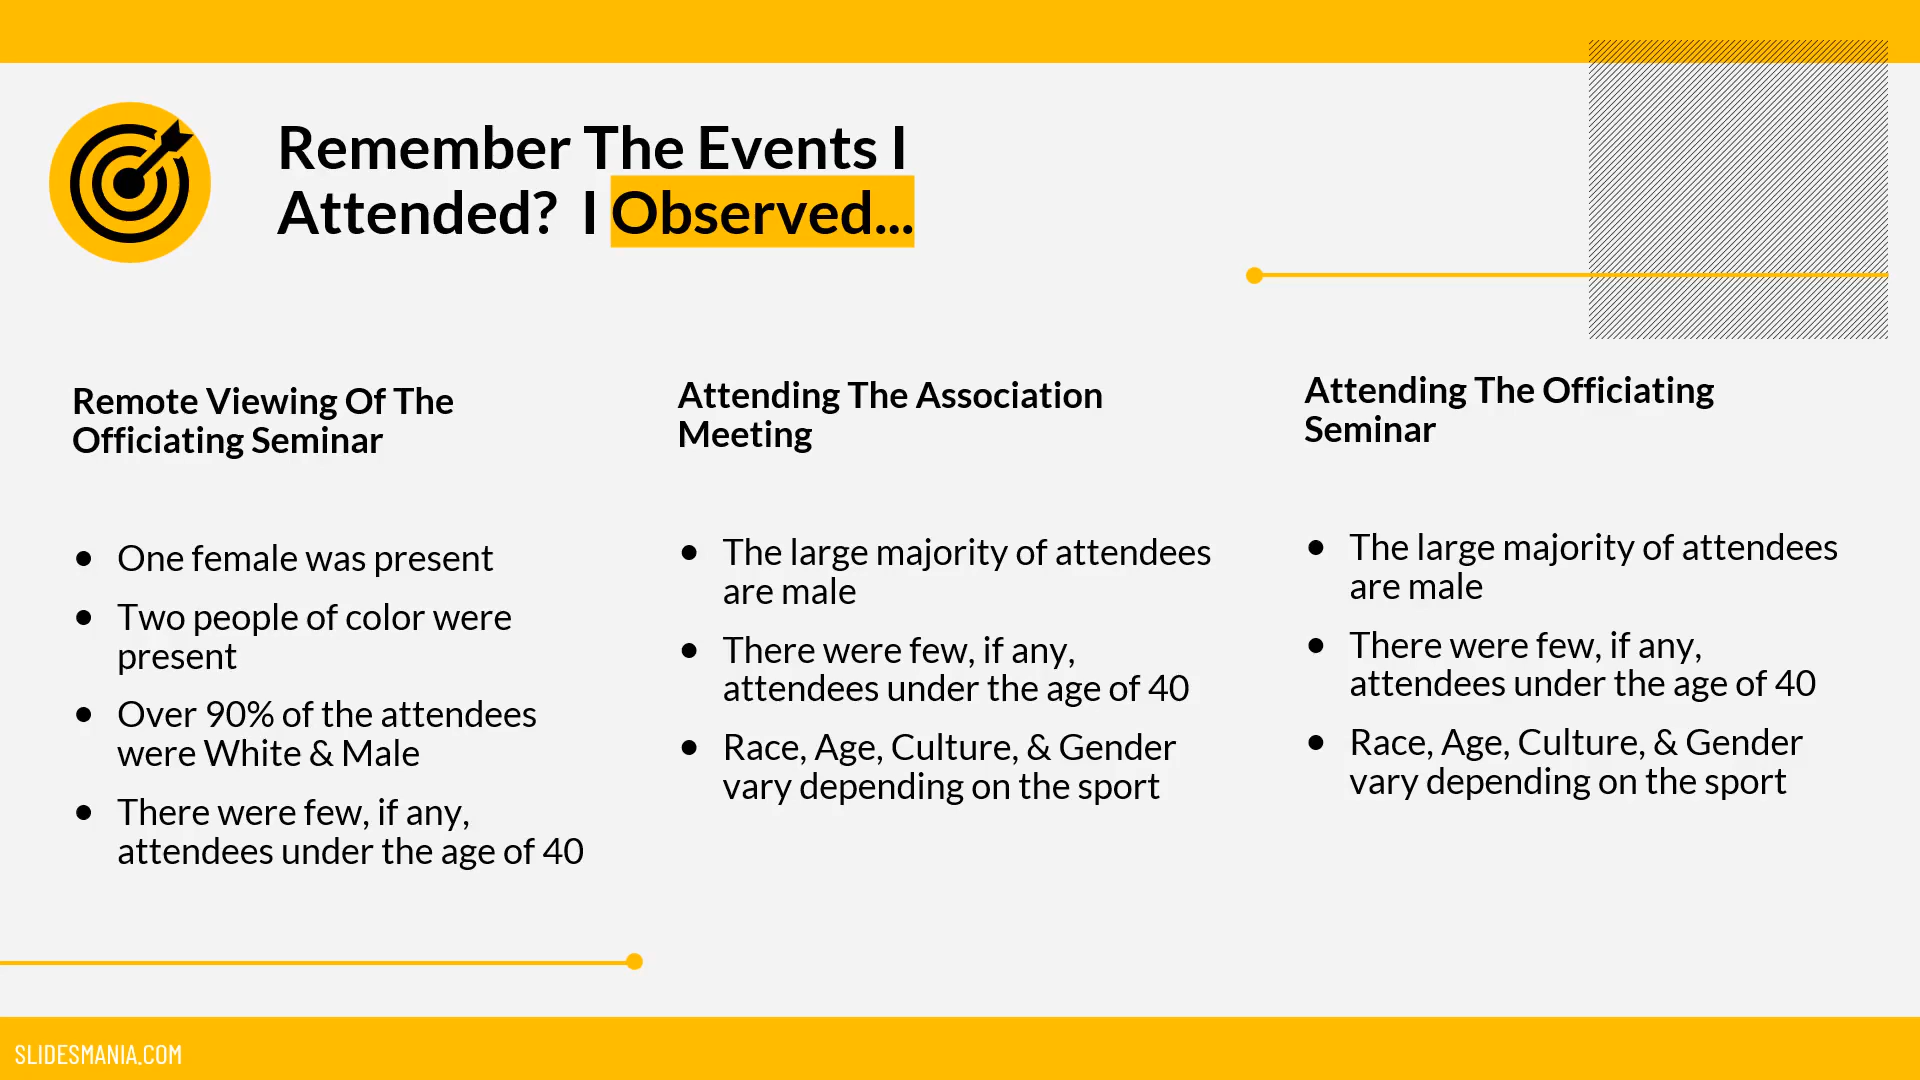 Remember The Events I
Attended?  I Observed...
Remote Viewing Of The
Officiating Seminar
● One female was present
● Two people of color were
present
● Over 90% of the attendees
were White & Male
● There were few, if any,
attendees under the age of 40
Attending The Association
Meeting
● The large majority of attendees
are male
● There were few, if any,
attendees under the age of 40
● Race, Age, Culture, & Gender
vary depending on the sport
Attending The Officiating
Seminar
● The large majority of attendees
are male
● There were few, if any,
attendees under the age of 40
● Race, Age, Culture, & Gender
vary depending on the sport
SLIDESMANIA.COM